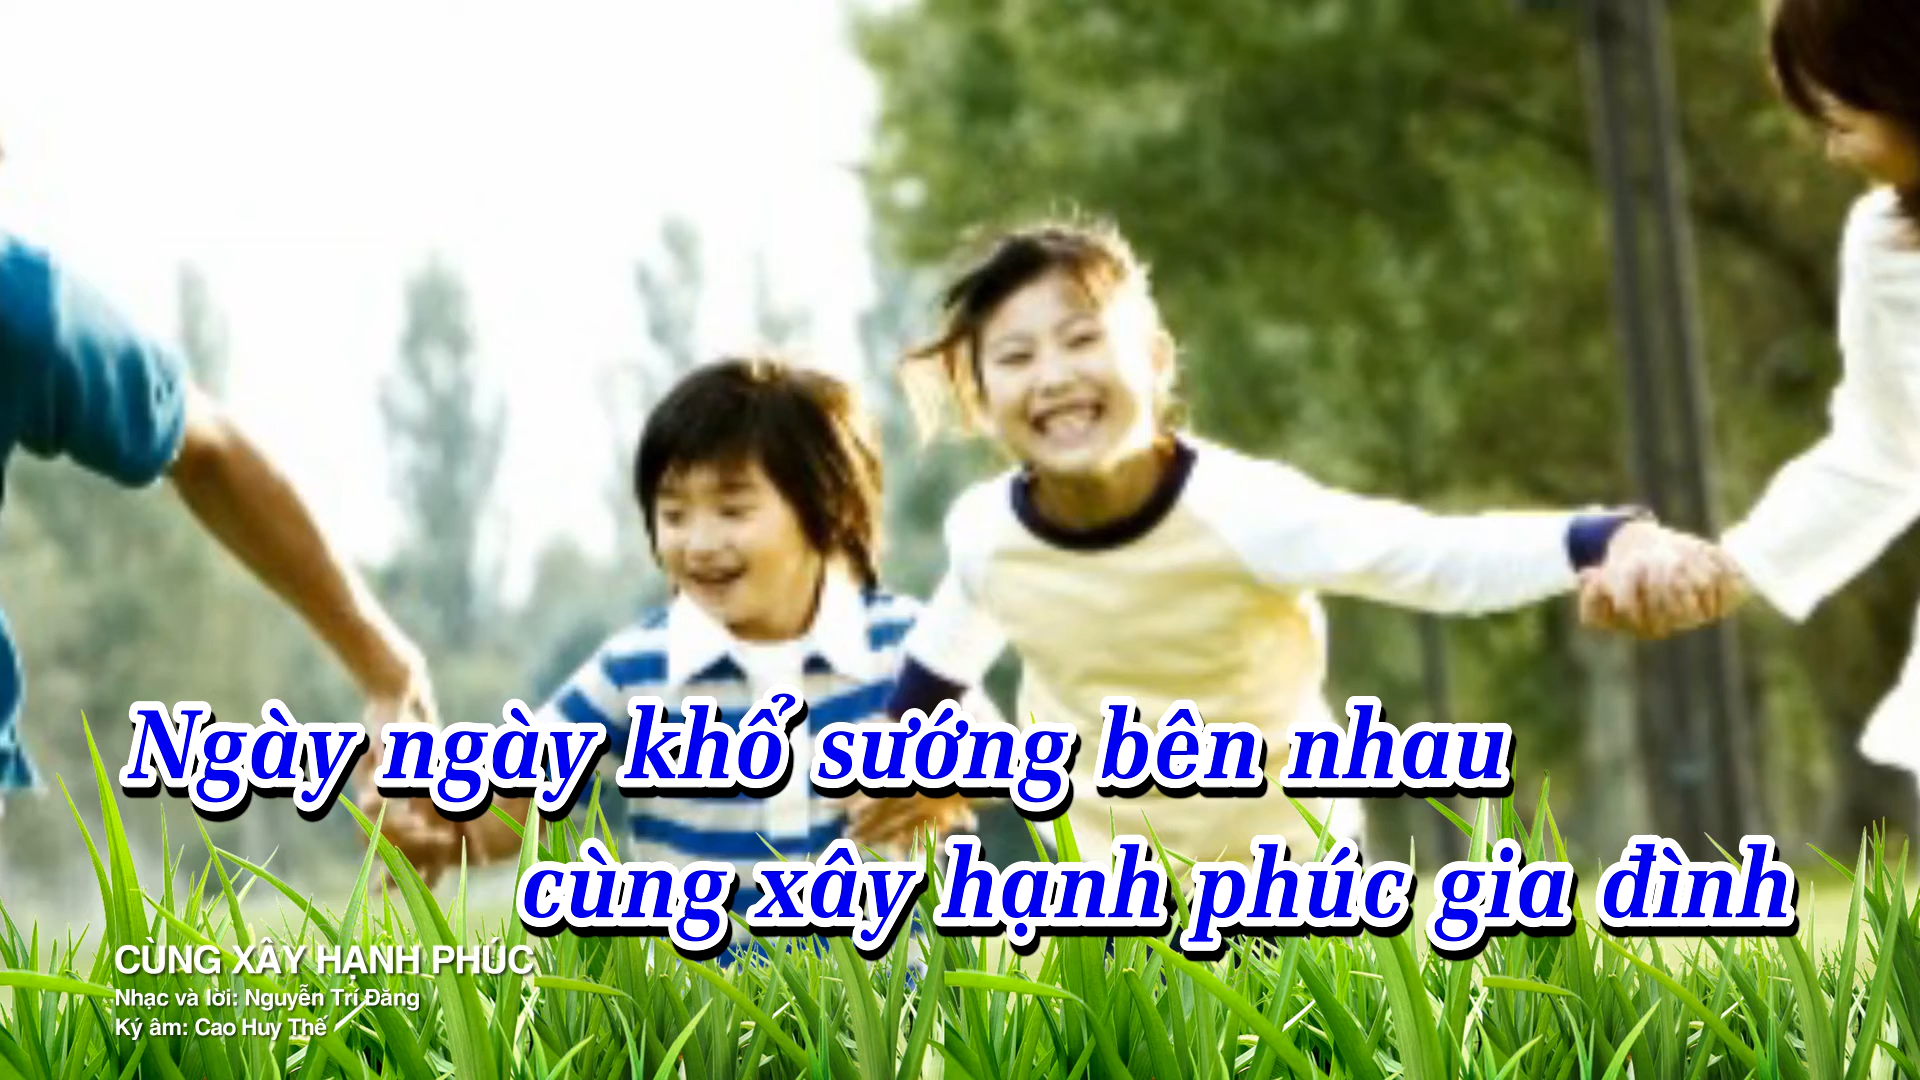 Ngày ngày khổ sướng bên nhau
cùng xây hạnh phúc gia đình
CÙNG XÂY HẠNH PHÚC
Nhạc và lời: Nguyễn Trí Đăng
Ký âm: Cao Huy Thế